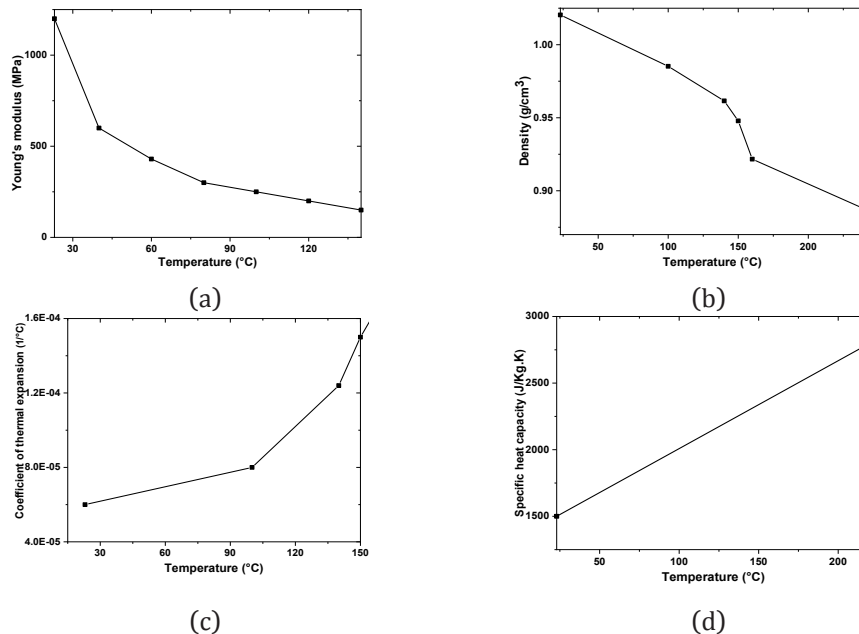 1000
500
0
30
60
90
120
Young's modulus (MPa)
Temperature (°C)
(a)
1.00
0.95
0.90
50
100
150
200
Density (g/cm³)
Temperature (°C)
(b)
1.6E-04
1.2E-04
8.0E-05
4.0E-05
30
60
90
120
150
Coefficient of thermal expansion (1/°C)
Temperature (°C)
(c)
3000
2500
2000
1500
50
100
150
200
Specific heat capacity (J/Kg.K)
Temperature (°C)
(d)